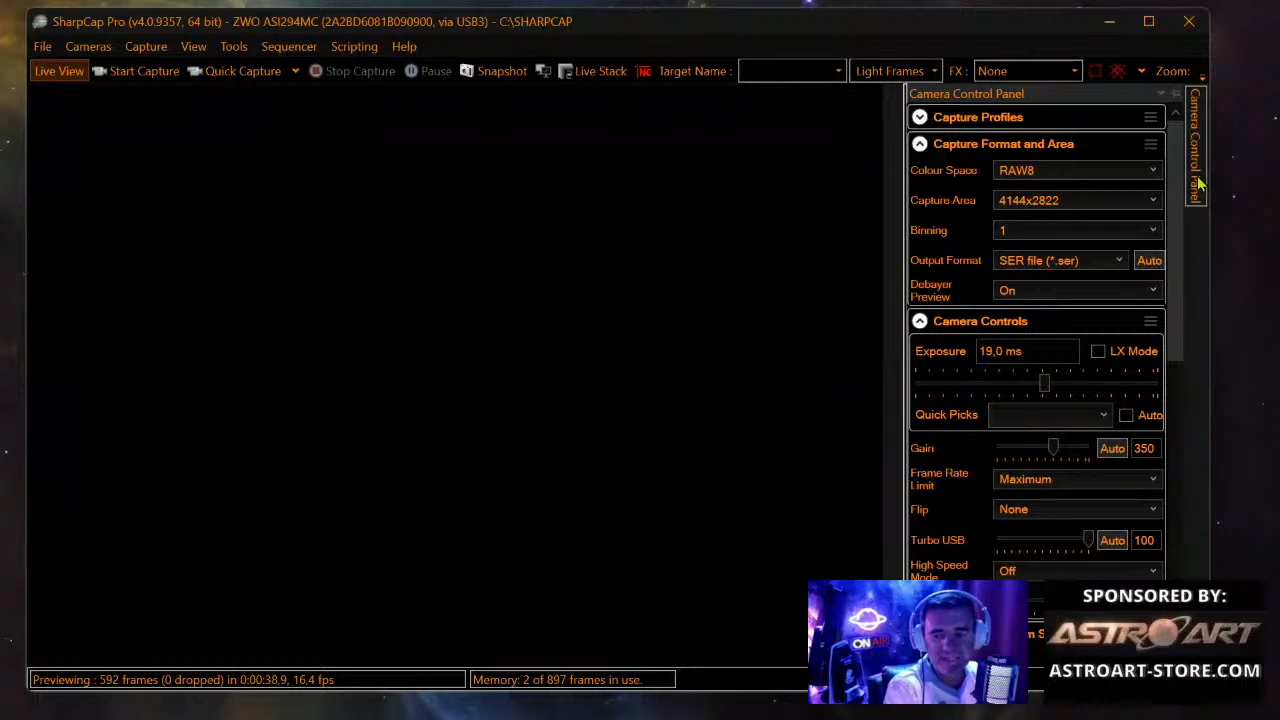 SharpCap Pro (v4.0.9357, 64 bit) - ZWO ASI294MC (2A2BD6081B090900, via USB3) - C:\SHARPCAP
File Cameras Capture View Tools Sequencer Scripting Help
Live View Start Capture Quick Capture Stop Capture Pause Snapshot Live Stack NC Target Name : Light Frames FX : None Zoom:
Camera Control Panel
Camera Control Panel
Capture Profiles
Capture Format and Area
Colour Space RAW8
Capture Area 4144x2822
Binning 1
Output Format SER file (*.ser) Auto
Debayer
Preview On
Camera Controls
Exposure 19,0 ms LX Mode
Quick Picks Auto
Gain Auto 350
Frame Rate
Limit Maximum
Flip None
Turbo USB Auto 100
High Speed
Mode Off
ON AIR
SPONSORED BY:
ASTROART
ASTROART-STORE.COM
Previewing : 592 frames (0 dropped) in 0:00:38.9, 16,4 fps
Memory: 2 of 897 frames in use.